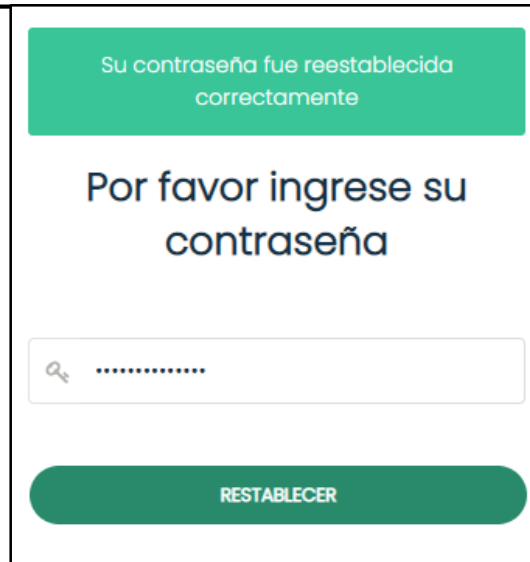 Su contraseña fue reestablecida
correctamente
Por favor ingrese su
contraseña
••••••••••••••
RESTABLECER